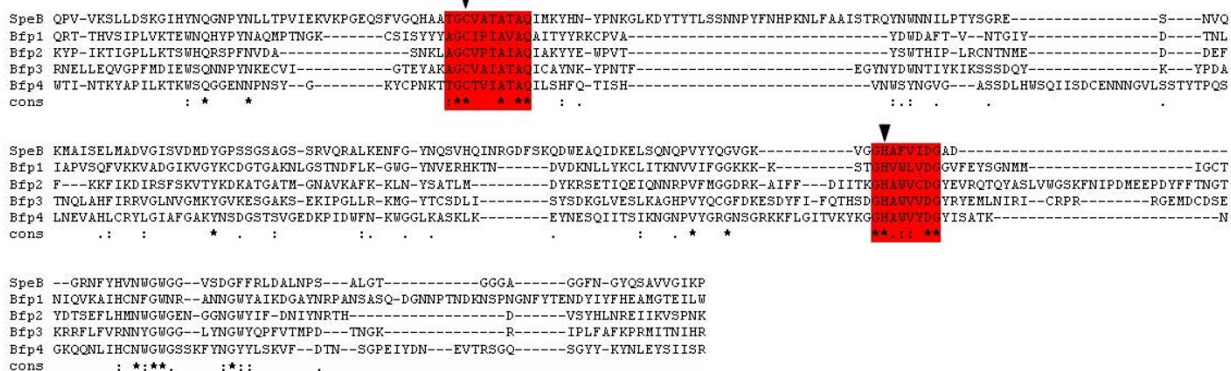 SpeB QPV-VKSLLDSKGIHYNQGNPYNLLTPVIEKVKPGEQSFVGQHAATGCVATATAQIMKYHN-YPNKGLKDYTYTLSSNNPYFNHPKNLFAAISTRQYNWNNILPTYSGRE---------------S----NVQ
Bfp1 QRT-THVSIPLVKTEWNQHYPYNAQMPTNGK------CSISYYYAGCIPIAVAQAITYYRKCPVA-------------------------------YDWDAFT-V--NTGIY---------------D----TNL
Bfp2 KYP-IKTIGPLLKTSWHQRSPFNVDA-----------SNKLAGCVPIAIAQIAKYYE-WPVT-------------------------------YSWTHIP-LRCNTNME---------------D----DEF
Bfp3 RNELLEQVGPFMDIEWSQNNPYNKECVI------GTEYAKAGCVAIATAQICAYNK-YPNTF-------------------------EGYNYDWNTIYKIKSSSDQY---------------K----YPDA
Bfp4 WTI-NTKYAPILKTKWSQGGENNPNSY--G------KYCPNKTTGCTVIATAQILSHFQ-TISH---------------------------VNWSYNGVG---ASSDLHWSQIISDCENNNGVLSSTYTPQS
cons : * * :** * ** : . :.: . .
SpeB KMAISELMADVGISVDMDYGPSSGSAGS-SRVQRALKENFG-YNQSVHQINRGDFSKQDWEAQIDKELSQNQPVYYQGVGK-----------VGGHAFVIDGAD-----------------------------
Bfp1 IAPVSQFVKKVADGIKVGYKCDGTGAKNLGSTNDFLK-GWG-YNVERHKTN-----DVDKNLLYKCLITKNVVIFGGKKK-K--------STGHVWLVDGGVFEYSGNMM-------------------IGCT
Bfp2 F---KKFIKDIRSFSKVTYKDKATGATM-GNAVKAFK-KLN-YSATLM-------DYKRSETIQEIQNNRPVFMGGDRK-AIFF--DIITKGHAWVCDGYEVRQTQYASLVWGSKFNIPDMEEPDYFFTNGT
Bfp3 TNQLAHFIRRVGLNVGMKYGVKESGAKS-EKIPGLLR-KMG-YTCSDLI------SYSDKGLVESLKAGHPVYQCGFDKESDYFI-FQTHSDGHAWVVDGYRYEMLNIRI--CRPR-----RGEMDCDSE
Bfp4 LNEVAHLCRYLGIAFGAKYNSDGSTSVGEDKPIDWFN-KWGGLKASKLK-------EYNESQIITSIKNGNPVYGRGNSGRKKFLGITVKYKGGHAWVYDGYISATK---------------------N
cons .: : * . : . . . . * * **.:: **
SpeB --GRNFYHVNWGWGG--VSDGFFRLDALNPS---ALGT----------GGGA------GGFN-GYQSAVVGIKP
Bfp1 NIQVKAIHCNFGWNR-ANNGWYAIKDGAYNRPANSASQ-DGNNPTNDKNSPNGNFYTENDYIYFHEAMGTEILW
Bfp2 YDTSEFLHMNWGWGEN-GGNGWYIF-DNIYNRTH---------------D------VSYHLNREIIKVSPNK
Bfp3 KRRFLFVRNNYGWGG--LYNGWYQPFVTMPD---TNGK-------------R------IPLFAFKPRMITNIHR
Bfp4 GKQQNLIHCNWGWGSSKFYNGYYLSKVF--DTN-SGPEIYDN---EVTRSGQ------SGYY-KYNLEYSIISR
cons : *:**. :*:: .